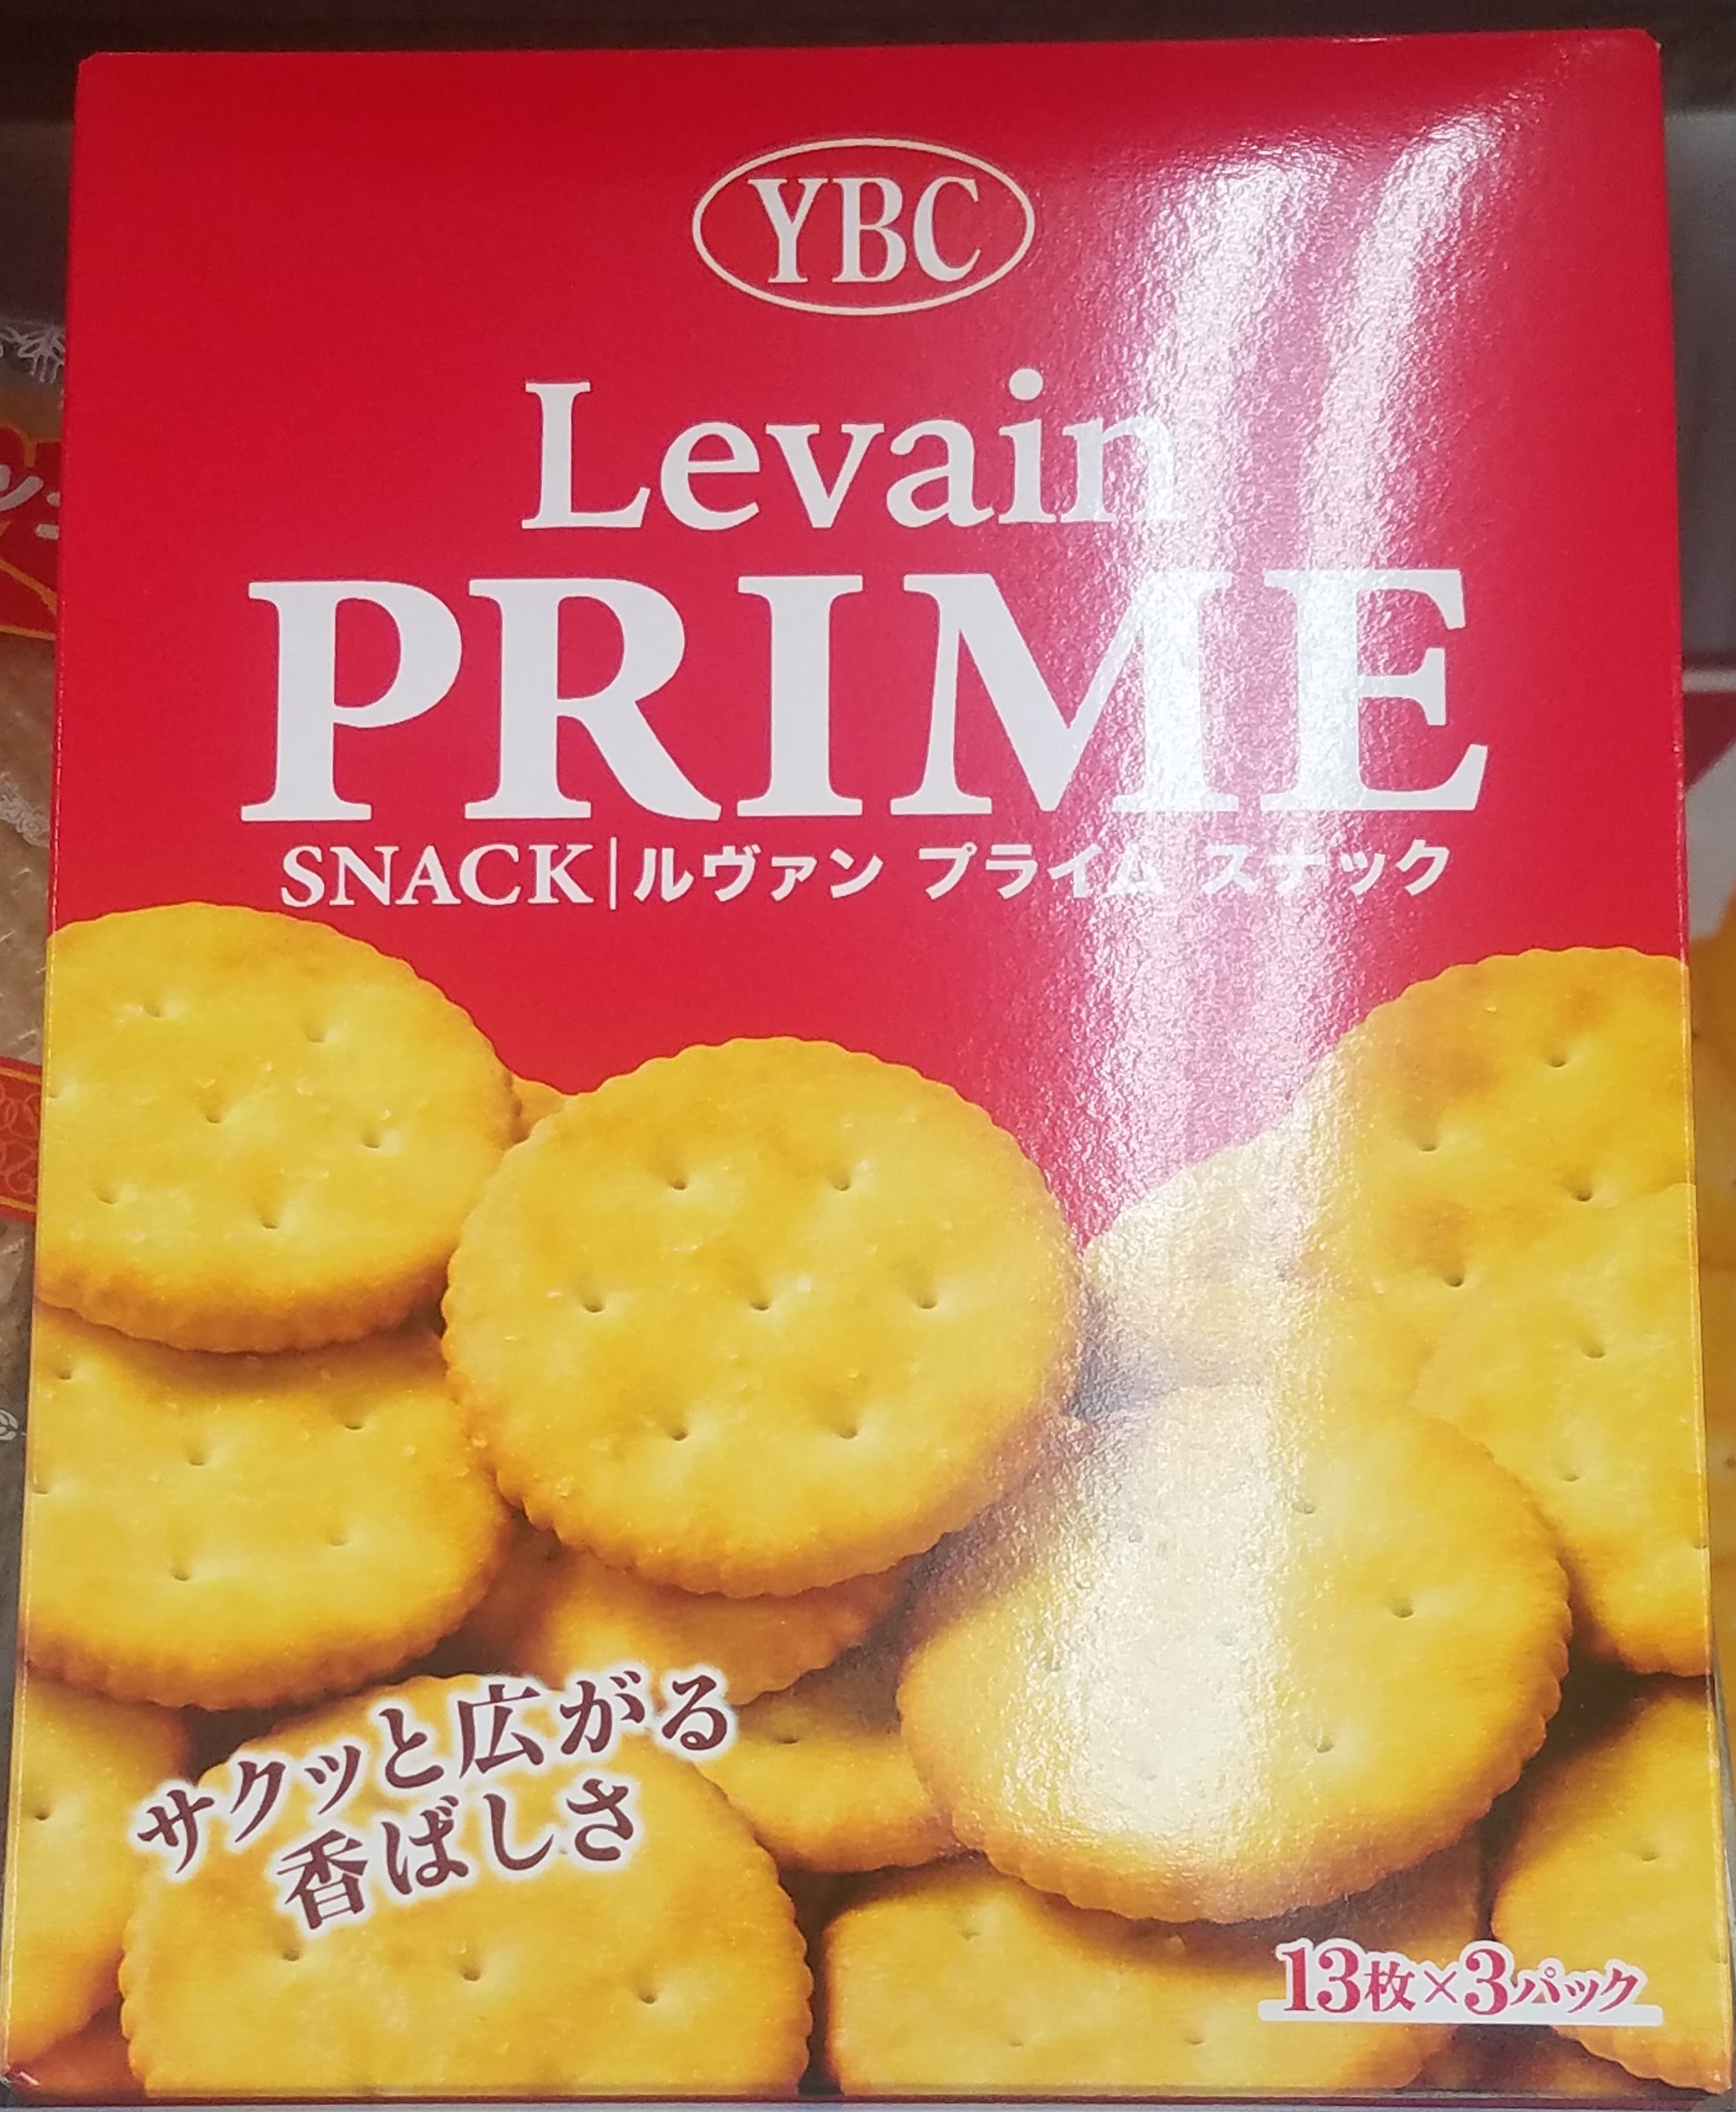 YBC
Levain
PRIME
SNACK|ルヴァン プライム スナック
サクッと広がる
香ばしさ
13枚×3パック